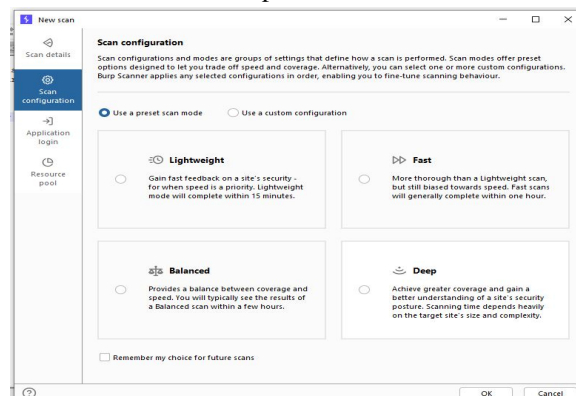 New scan
Scan details
Scan
configuration
Application
login
Resource
pool
Scan configuration
Scan configurations and modes are groups of settings that define how a scan is performed. Scan modes offer preset
options designed to let you trade off speed and coverage. Alternatively, you can select one or more custom configurations.
Burp Scanner applies any selected configurations in order, enabling you to fine-tune scanning behaviour.
Use a preset scan mode
Use a custom configuration
Lightweight
Gain fast feedback on a site's security -
for when speed is a priority. Lightweight
mode will complete within 15 minutes.
Fast
More thorough than a Lightweight scan,
but still biased towards speed. Fast scans
will generally complete within one hour.
Balanced
Provides a balance between coverage and
speed. You will typically see the results of
a Balanced scan within a few hours.
Deep
Achieve greater coverage and gain a
better understanding of a site's security
posture. Scanning time depends heavily
on the target site's size and complexity.
Remember my choice for future scans
OK
Cancel